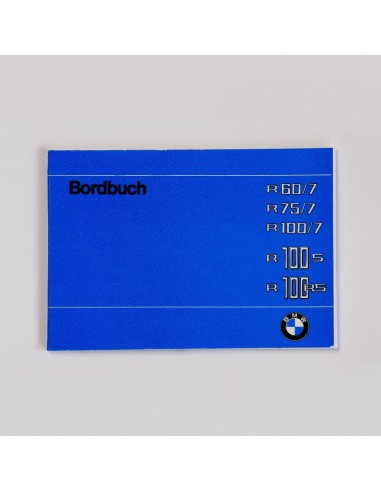 Bordbuch
R 60/7
R 75/7
R 100/7
R 100 S
R 100 RS
BMW